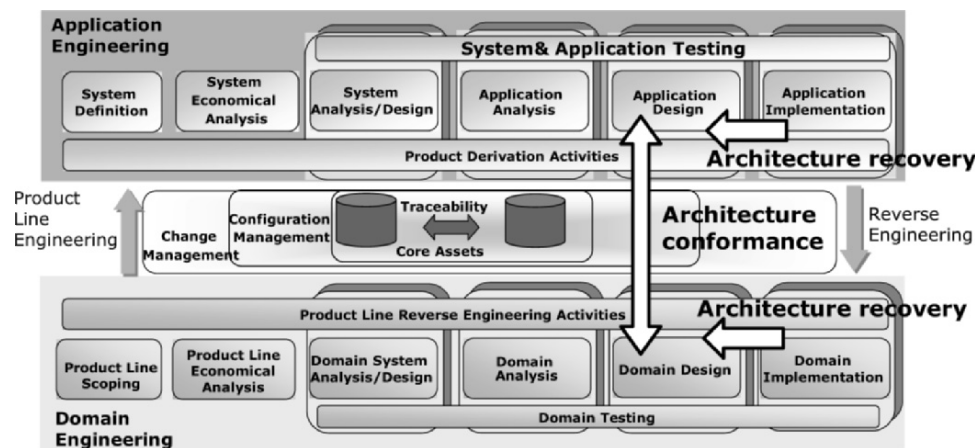 Application
Engineering
System& Application Testing
System
Definition
System
Economical
Analysis
System
Analysis/Design
Application
Analysis
Application
Design
Application
Implementation
Product Derivation Activities
Architecture recovery
Product
Line
Engineering
Change
Management
Configuration
Management
Traceability
Core Assets
Architecture
conformance
Reverse
Engineering
Architecture recovery
Product Line Reverse Engineering Activities
Product Line
Scoping
Product Line
Economical
Analysis
Domain System
Analysis/Design
Domain
Analysis
Domain Design
Domain
Implementation
Domain Testing
Domain
Engineering